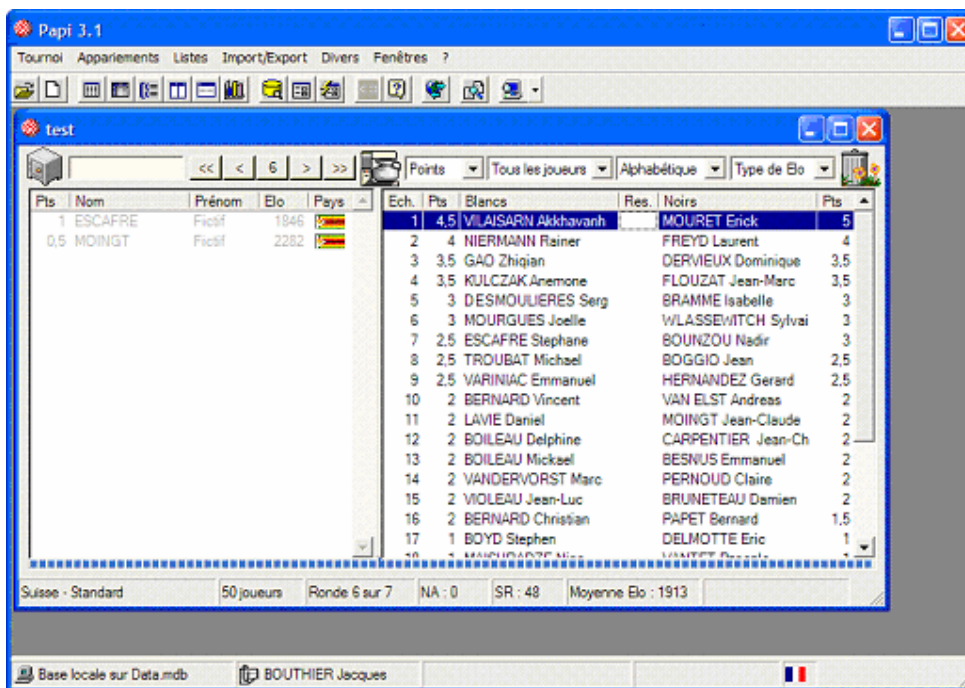 Papi 3.1
Tournoi Appariements Listes Import/Export Divers Fenêtres ?
test
<< < 6 > >> Points Tous les joueurs Alphabétique Type de Elo
Pts Nom Prénom Elo Pays Ech. Pts Blancs Res. Noirs Pts
1 ESCAFRE Fictif 1846 1 4,5 VILAISARN Akkhavanh MOURET Erick 5
0,5 MOINGT Fictif 2282 2 4 NIERMANN Rainer FREYD Laurent 4
3 3,5 GAO Zhiqian DERVIEUX Dominique 3,5
4 3,5 KULCZAK Anemone FLOUZAT Jean-Marc 3,5
5 3 DESMOULIERES Serg BRAMME Isabelle 3
6 3 MOURGUES Joelle WLASSEWITCH Sylvai 3
7 2,5 ESCAFRE Stephane BOUNZOU Nadir 3
8 2,5 TROUBAT Michael BOGGIO Jean 2,5
9 2,5 VARINIAC Emmanuel HERNANDEZ Gerard 2,5
10 2 BERNARD Vincent VAN ELST Andreas 2
11 2 LAVIE Daniel MOINGT Jean-Claude 2
12 2 BOILEAU Delphine CARPENTIER Jean-Ch 2
13 2 BOILEAU Mickael BESNUS Emmanuel 2
14 2 VANDERVORST Marc PERNOUD Claire 2
15 2 VIOLEAU Jean-Luc BRUNETEAU Damien 2
16 2 BERNARD Christian PAPET Bernard 1,5
17 1 BOYD Stephen DELMOTTE Eric 1
Suisse - Standard 50 joueurs Ronde 6 sur 7 NA : 0 SR : 48 Moyenne Elo : 1913
Base locale sur Data.mdb BOUTHIER Jacques